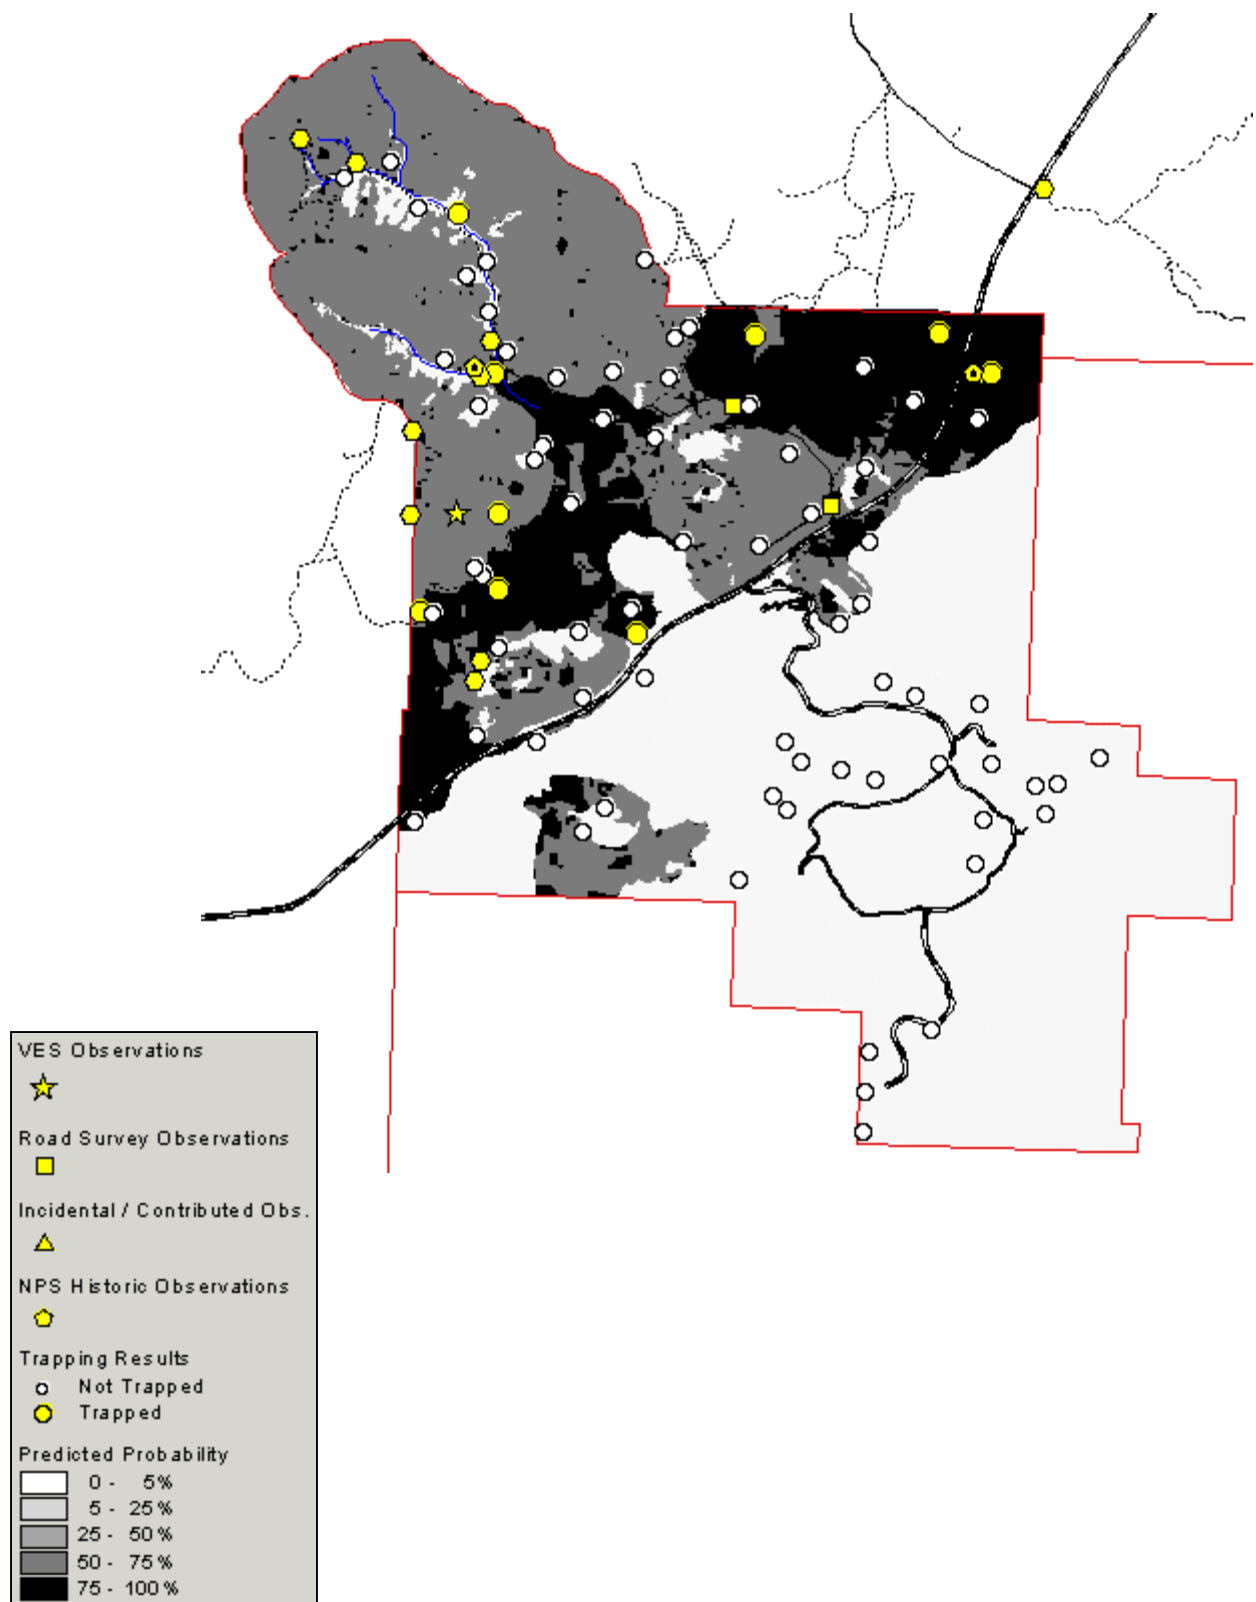 VES Observations
Road Survey Observations
Incidental / Contributed Obs.
NPS Historic Observations
Trapping Results
Not Trapped
Trapped
Predicted Probability
0 - 5%
5 - 25%
25 - 50%
50 - 75%
75 - 100%